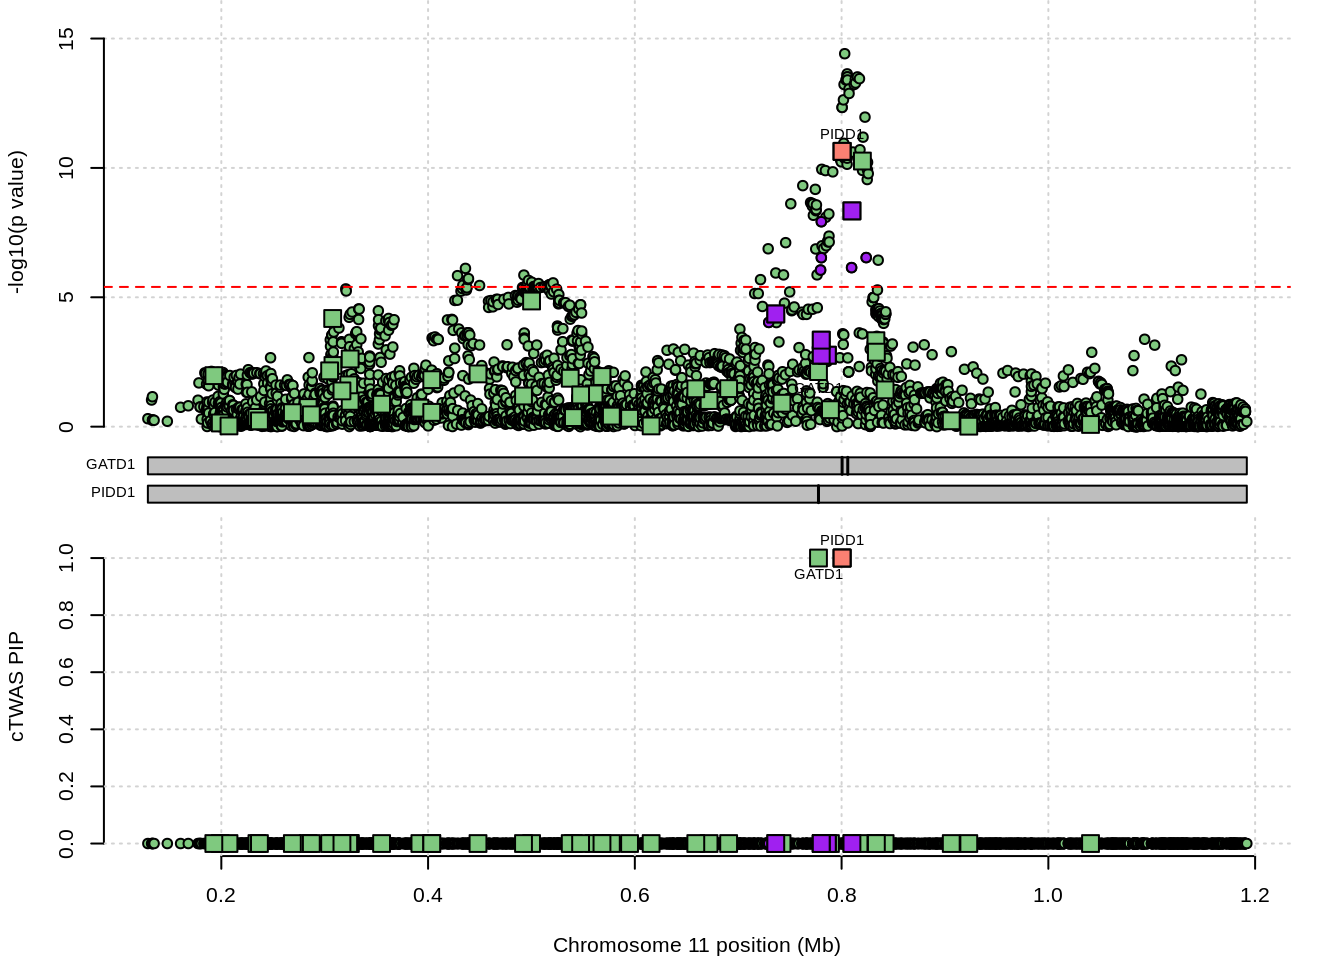 15
10
5
0
-log10(p value)
PIDD1
GATD1
GATD1
PIDD1
1.0
0.8
0.6
0.4
0.2
0.0
cTWAS PIP
PIDD1
GATD1
0.2 0.4 0.6 0.8 1.0 1.2
Chromosome 11 position (Mb)